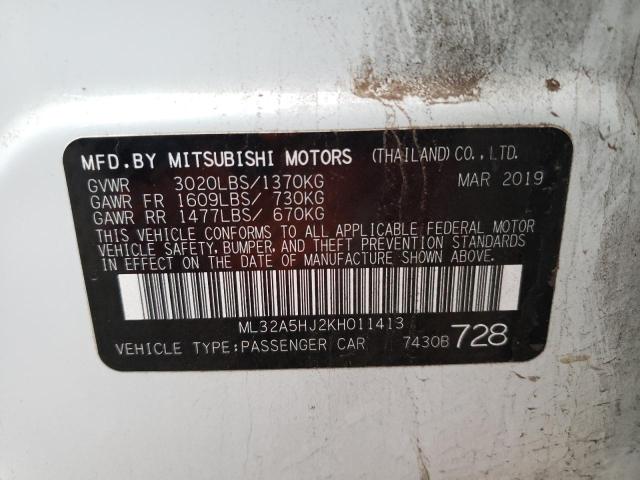 MFD. BY MITSUBISHI MOTORS (THAILAND) CO., LTD.
GVWR 3020LBS/1370KG MAR 2019
GAWR FR 1609LBS/ 730KG
GAWR RR 1477LBS/ 670KG
THIS VEHICLE CONFORMS TO ALL APPLICABLE FEDERAL MOTOR
VEHICLE SAFETY, BUMPER, AND THEFT PREVENTION STANDARDS
IN EFFECT ON THE DATE OF MANUFACTURE SHOWN ABOVE.
ML32A5HJ2KH011413
VEHICLE TYPE:PASSENGER CAR 7430B 728